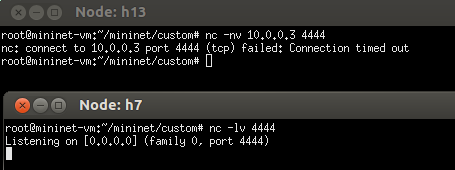 Node: h13
root@mininet-vm:~/mininet/custom# nc -nv 10.0.0.3 4444
nc: connect to 10.0.0.3 port 4444 (tcp) failed: Connection timed out
root@mininet-vm:~/mininet/custom#
Node: h7
root@mininet-vm:~/mininet/custom# nc -lv 4444
Listening on [0.0.0.0] (family 0, port 4444)